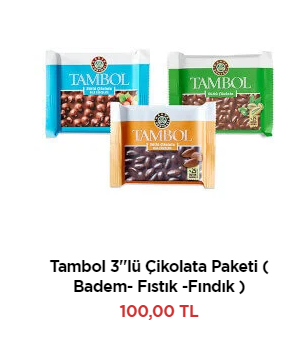 TAMBOL
TAMBOL
TAMBOL
Tambol 3"lü Çikolata Paketi (
Badem- Fıstık -Fındık )
100,00 TL